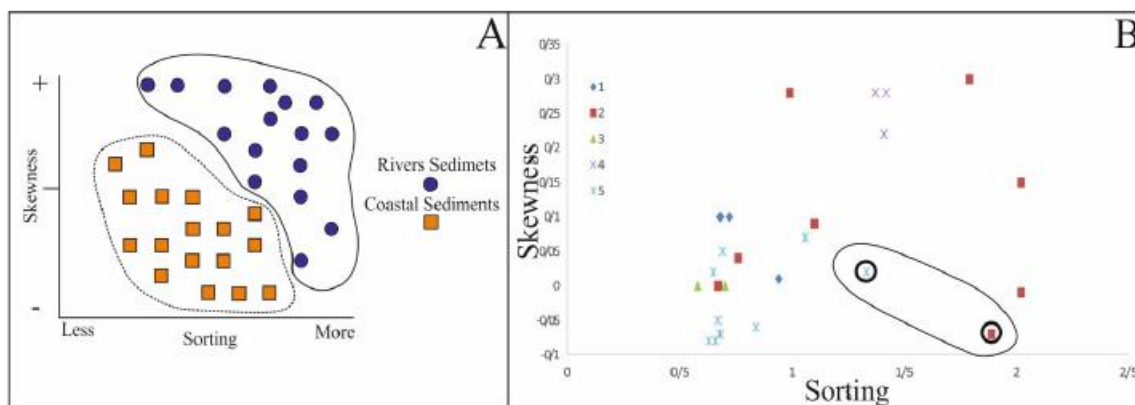 A
+
Skewness
-
Less
Sorting
More
Rivers Sedimets
Coastal Sediments
B
0/35
0/3
0/25
0/2
0/15
0/1
0/05
0
-0/05
-0/1
Skewness
1
2
3
4
5
0
0/5
1
1/5
2
2/5
Sorting